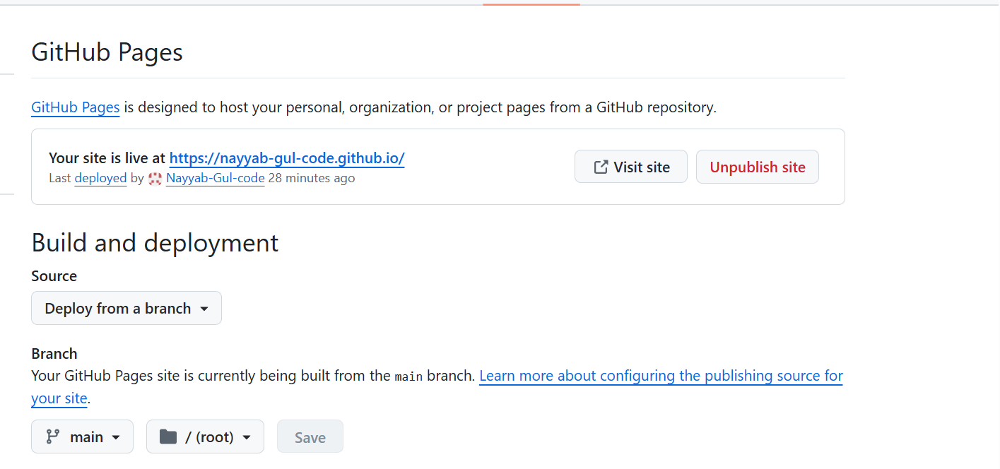 GitHub Pages
GitHub Pages is designed to host your personal, organization, or project pages from a GitHub repository.
Your site is live at https://nayyab-gul-code.github.io/
Last deployed by Nayyab-Gul-code 28 minutes ago
Visit site
Unpublish site
Build and deployment
Source
Deploy from a branch
Branch
Your GitHub Pages site is currently being built from the main branch. Learn more about configuring the publishing source for
your site.
main
/ (root)
Save